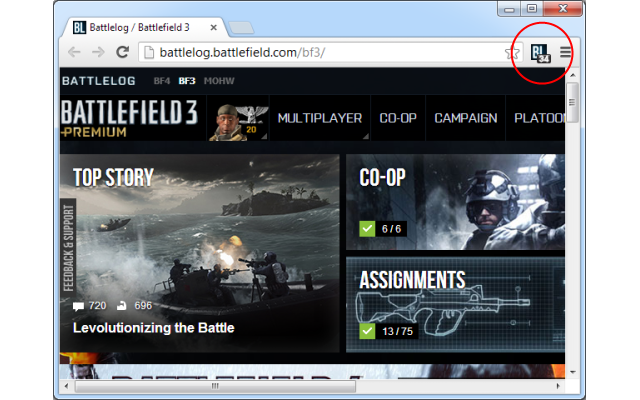 BL Battlelog / Battlefield 3
battlelog.battlefield.com/bf3/
BL
34
BATTLELOG BF4 BF3 MOHW
BATTLEFIELD 3
PREMIUM
20
MULTIPLAYER CO-OP CAMPAIGN PLATOO
TOP STORY
FEEDBACK & SUPPORT
720 696
Levolutionizing the Battle
CO-OP
6 / 6
ASSIGNMENTS
13 / 75